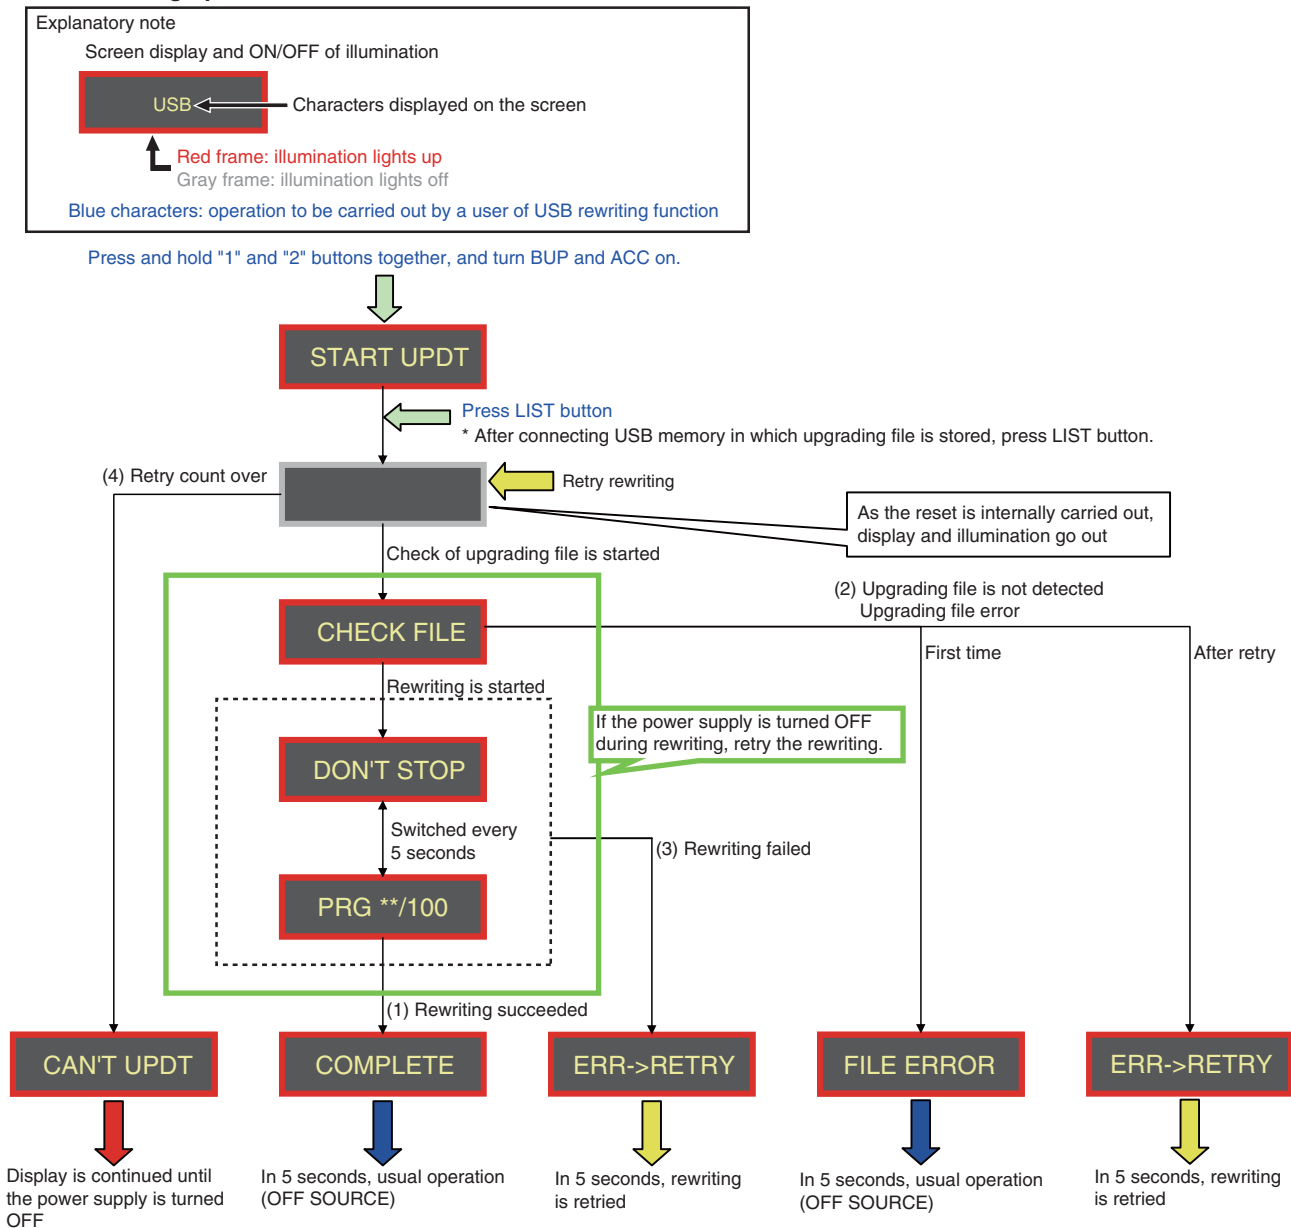 Explanatory note
Screen display and ON/OFF of illumination
USB
Characters displayed on the screen
Red frame: illumination lights up
Gray frame: illumination lights off
Blue characters: operation to be carried out by a user of USB rewriting function
Press and hold "1" and "2" buttons together, and turn BUP and ACC on.
START UPDT
Press LIST button
* After connecting USB memory in which upgrading file is stored, press LIST button.
(4) Retry count over
Retry rewriting
As the reset is internally carried out,
display and illumination go out
Check of upgrading file is started
(2) Upgrading file is not detected
Upgrading file error
CHECK FILE
First time
After retry
Rewriting is started
If the power supply is turned OFF
during rewriting, retry the rewriting.
DON'T STOP
Switched every
5 seconds
(3) Rewriting failed
PRG **/100
(1) Rewriting succeeded
CAN'T UPDT
COMPLETE
ERR->RETRY
FILE ERROR
ERR->RETRY
Display is continued until
the power supply is turned
OFF
In 5 seconds, usual operation
(OFF SOURCE)
In 5 seconds, rewriting
is retried
In 5 seconds, usual operation
(OFF SOURCE)
In 5 seconds, rewriting
is retried